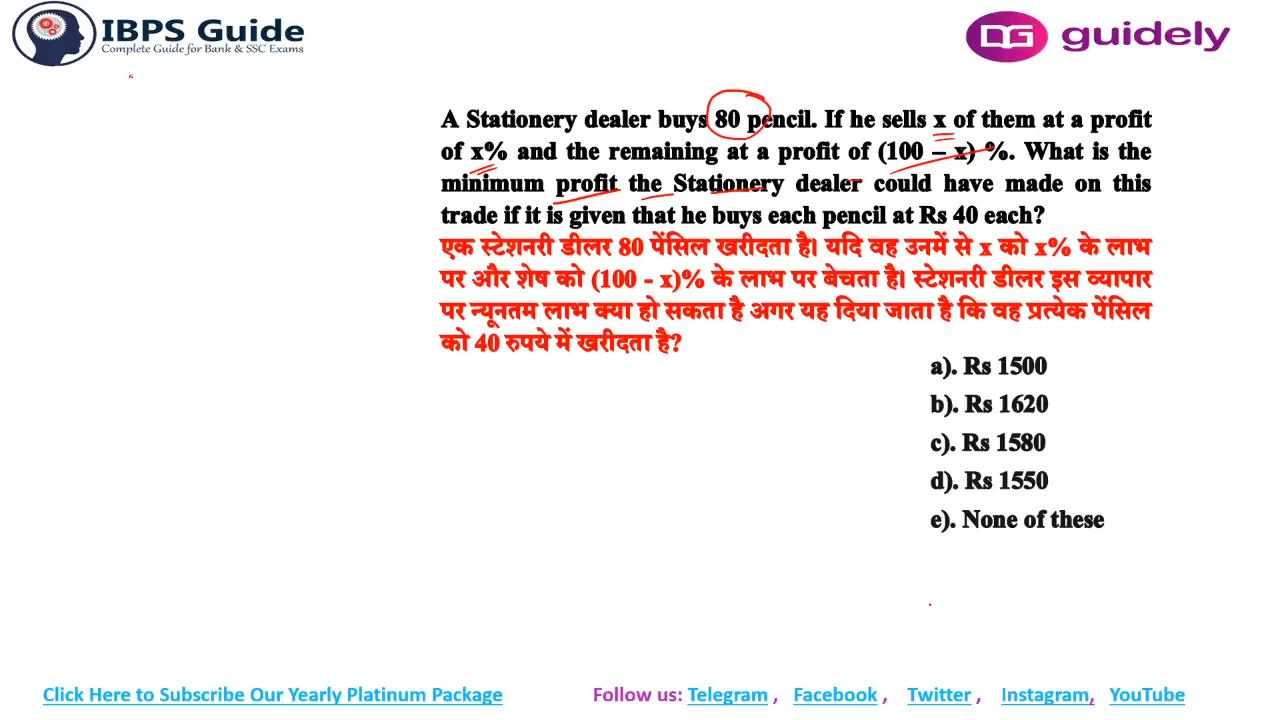 IBPS Guide
Complete Guide for Bank & SSC Exams
DG guidely
A Stationery dealer buys 80 pencil. If he sells x of them at a profit
of x% and the remaining at a profit of (100 – x) %. What is the
minimum profit the Stationery dealer could have made on this
trade if it is given that he buys each pencil at Rs 40 each?
एक स्टेशनरी डीलर 80 पेंसिल खरीदता है। यदि वह उनमें से x को x% के लाभ
पर और शेष को (100 - x)% के लाभ पर बेचता है। स्टेशनरी डीलर इस व्यापार
पर न्यूनतम लाभ क्या हो सकता है अगर यह दिया जाता है कि वह प्रत्येक पेंसिल
को 40 रुपये में खरीदता है?
a). Rs 1500
b). Rs 1620
c). Rs 1580
d). Rs 1550
e). None of these
Click Here to Subscribe Our Yearly Platinum Package Follow us: Telegram , Facebook , Twitter , Instagram, YouTube